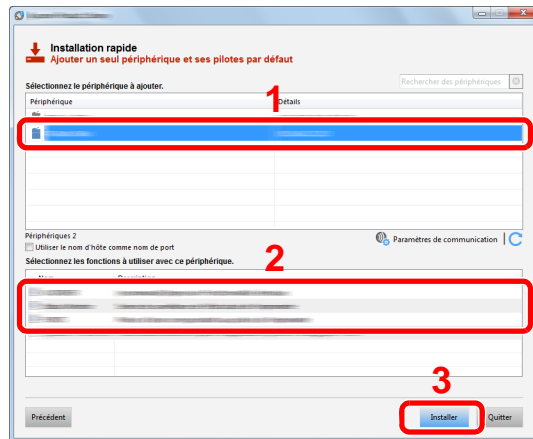 Installation rapide
Ajouter un seul périphérique et ses pilotes par défaut
Sélectionnez le périphérique à ajouter.
Rechercher des périphériques
1
Périphérique Détails
Périphériques 2
Paramètres de communication
Utiliser le nom d'hôte comme nom de port
2
Sélectionnez les fonctions à utiliser avec ce périphérique.
Nom Description
3
Précédent Installer Quitter